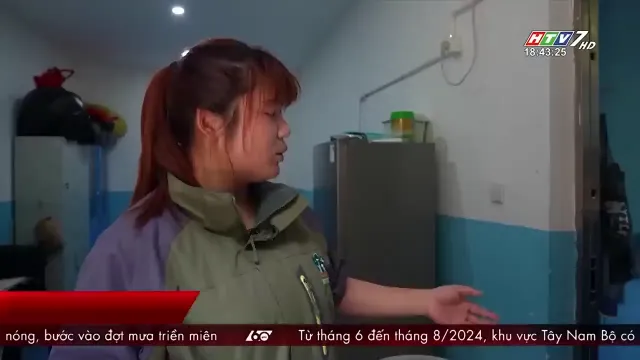 HTV7 HD
18:43:25
nóng, bước vào đợt mưa triền miên 60 Từ tháng 6 đến tháng 8/2024, khu vực Tây Nam Bộ có